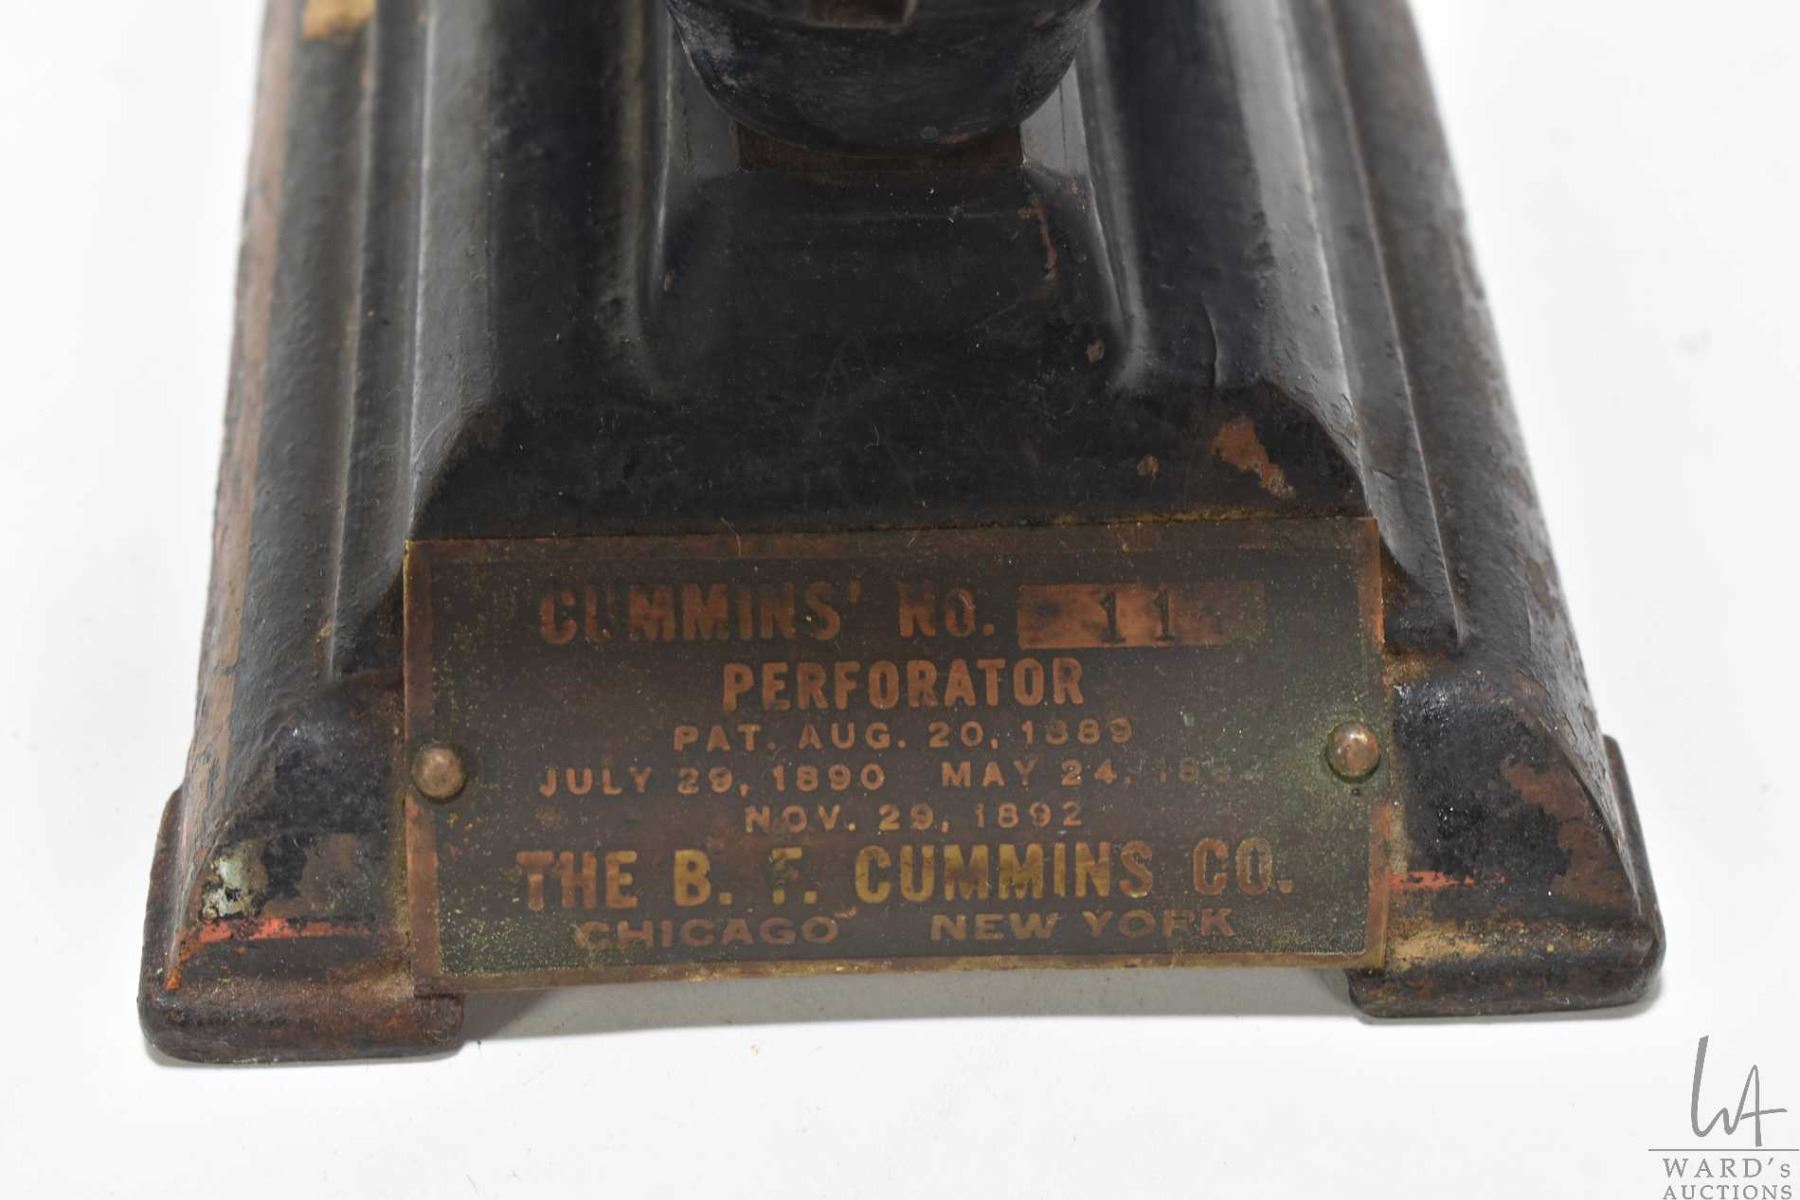 CUMMINS' No. 11
PERFORATOR
PAT. AUG. 20, 1889
JULY 29, 1890 MAY 24,
NOV. 29, 1892
THE B. F. CUMMINS CO.
CHICAGO NEW YORK
WA
WARD's
AUCTIONS